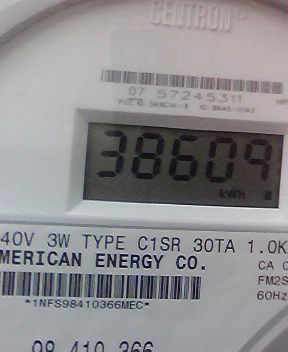 CENTRON
07 57245311
38609
kWh
40V 3W TYPE C1SR 30TA 1.0K
MERICAN ENERGY CO.
CA 0
FM2S
60Hz
*1NFS98410366MEC*
98 410 366